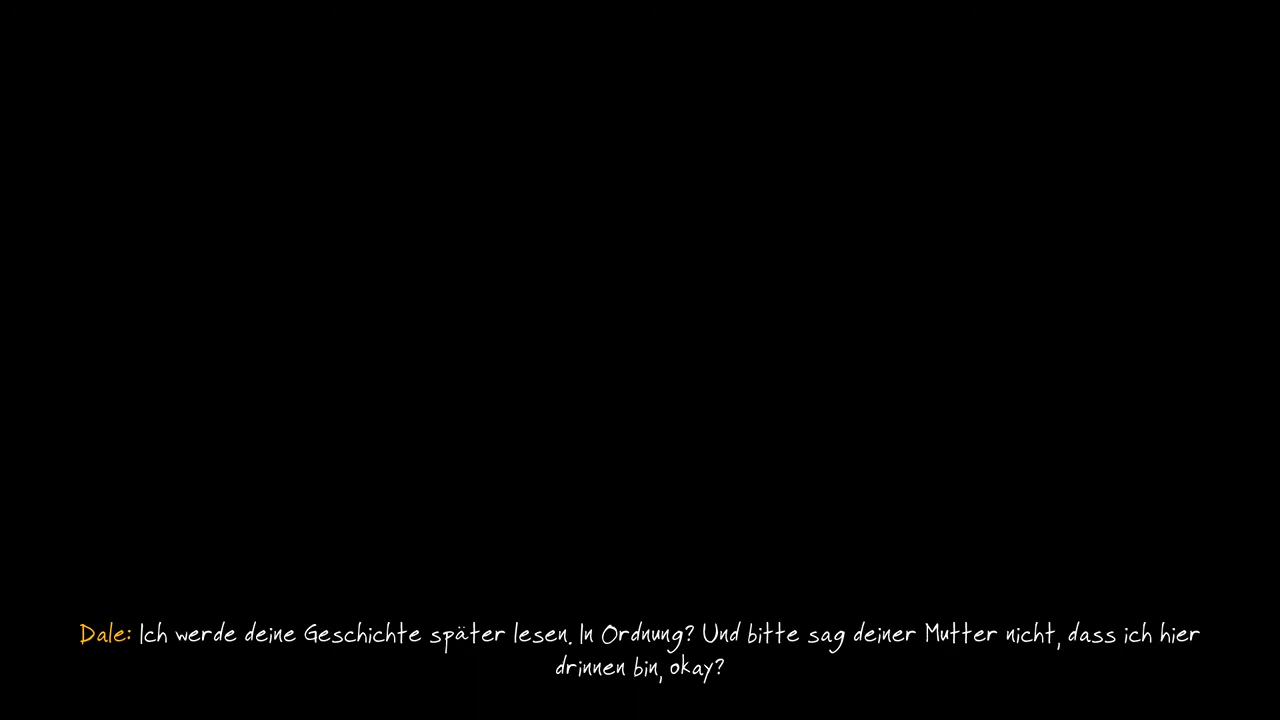 Dale: Ich werde deine Geschichte später lesen. In Ordnung? Und bitte sag deiner Mutter nicht, dass ich hier
drinnen bin, okay?